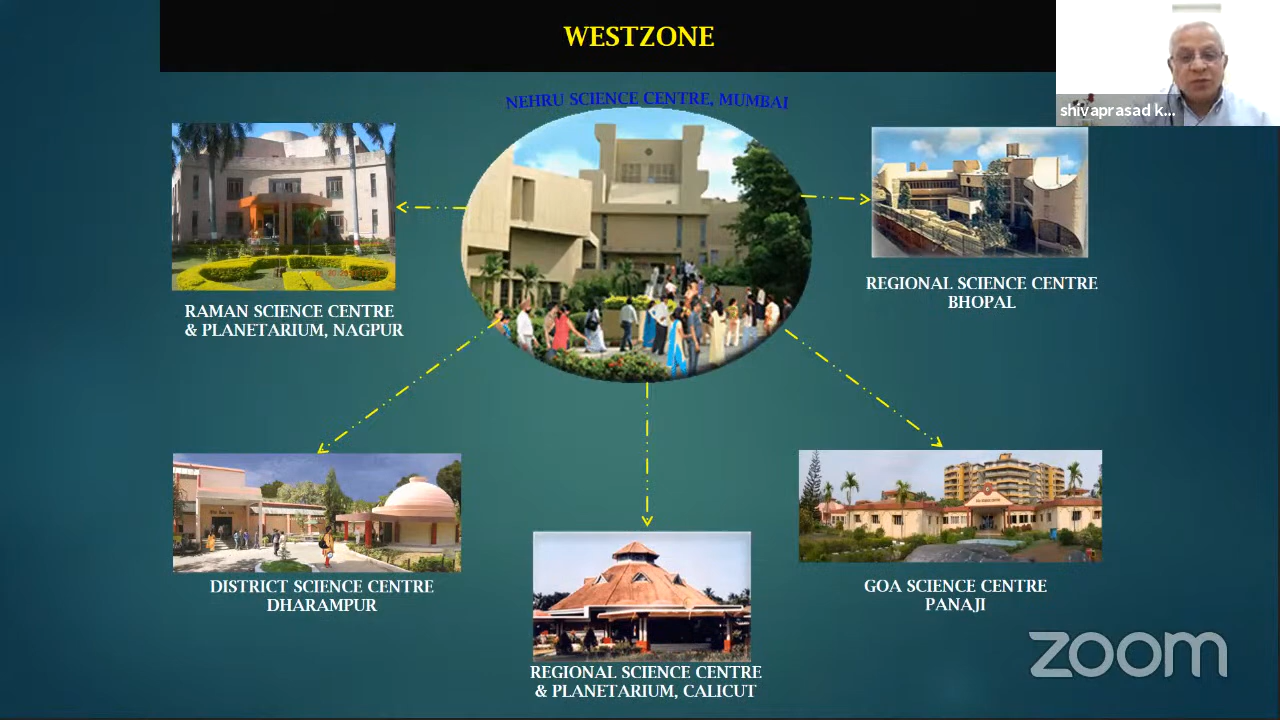 WESTZONE
shivaprasad k...
NEHRU SCIENCE CENTRE, MUMBAI
RAMAN SCIENCE CENTRE
& PLANETARIUM, NAGPUR
REGIONAL SCIENCE CENTRE
BHOPAL
DISTRICT SCIENCE CENTRE
DHARAMPUR
GOA SCIENCE CENTRE
PANAJI
REGIONAL SCIENCE CENTRE
& PLANETARIUM, CALICUT
zoom